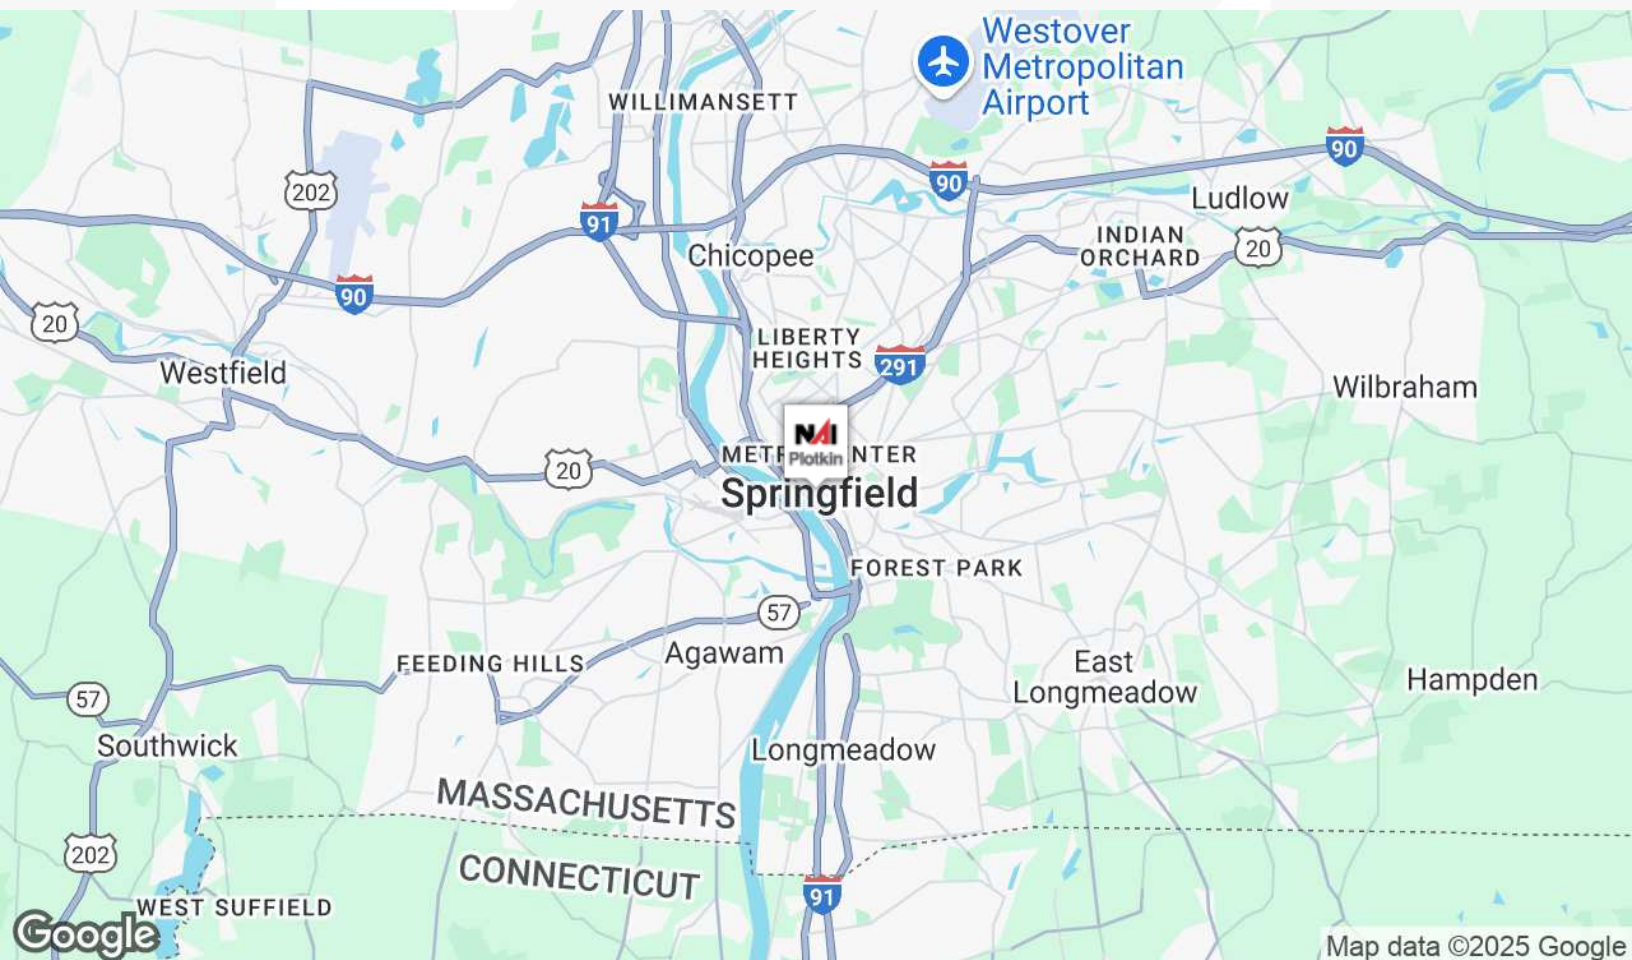 Westover
Metropolitan
Airport
WILLIMANSETT
90
90
202
Ludlow
91
INDIAN
ORCHARD
20
Chicopee
90
20
LIBERTY
HEIGHTS
291
Westfield
Wilbraham
NAI
Plotkin
20
Springfield
FOREST PARK
57
Agawam
FEEDING HILLS
East
Longmeadow
Hampden
57
Southwick
Longmeadow
MASSACHUSETTS
202
CONNECTICUT
91
WEST SUFFIELD
Google
Map data ©2025 Google